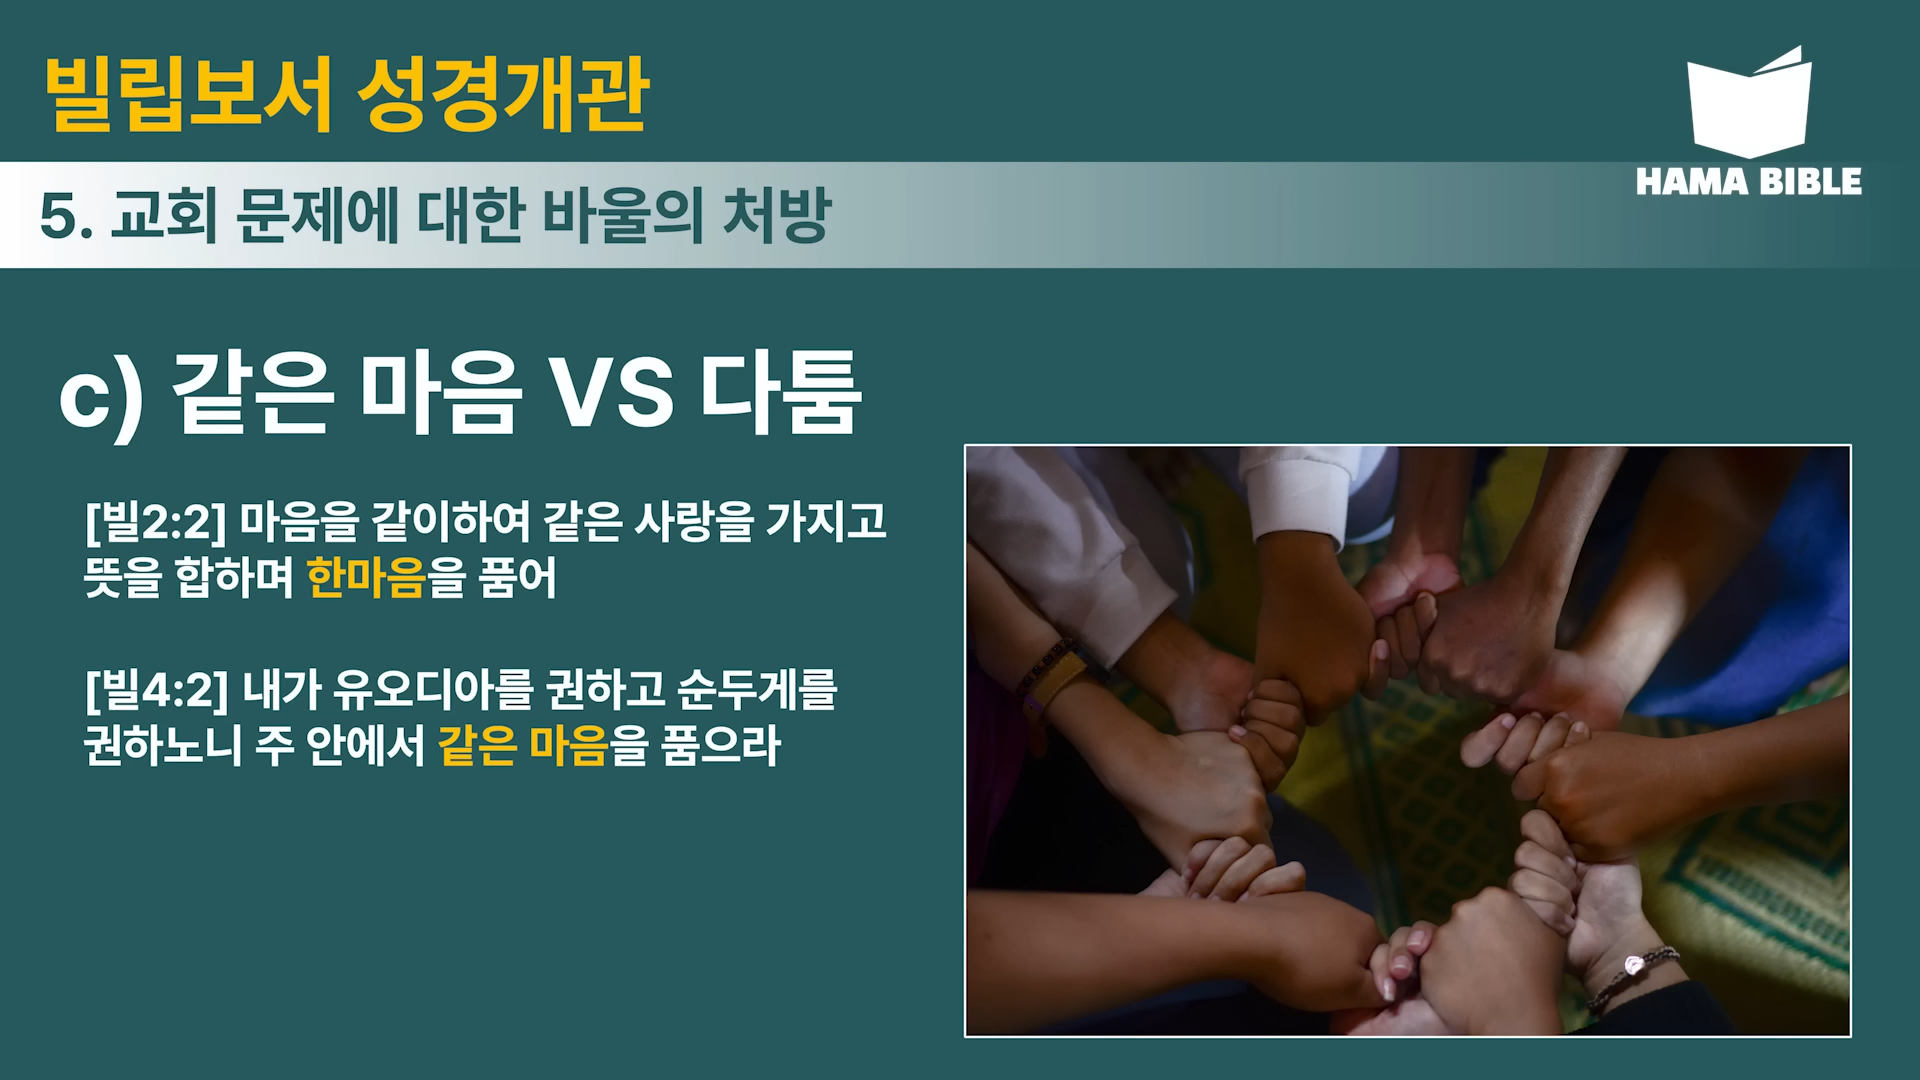 빌립보서 성경개관
HAMA BIBLE
5. 교회 문제에 대한 바울의 처방
c) 같은 마음 VS 다툼
[빌2:2] 마음을 같이하여 같은 사랑을 가지고
뜻을 합하며 한마음을 품어
[빌4:2] 내가 유오디아를 권하고 순두게를
권하노니 주 안에서 같은 마음을 품으라